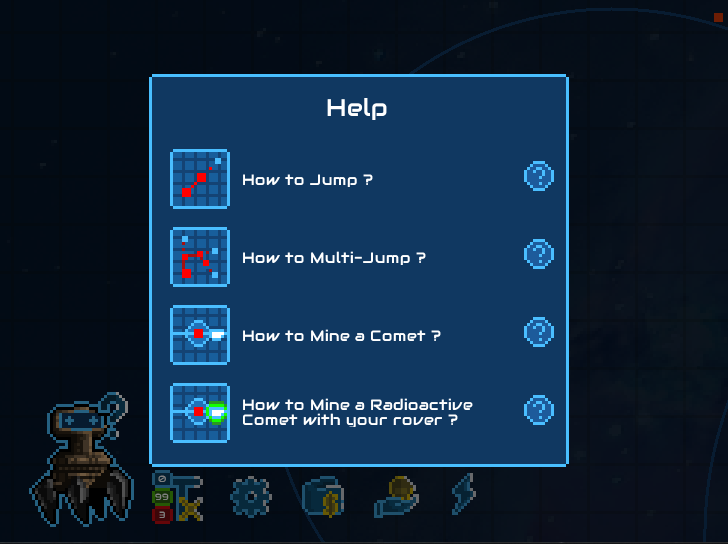 Help
How to Jump ?
?
How to Multi-Jump ?
?
How to Mine a Comet ?
?
How to Mine a Radioactive
Comet with your rover ?
?
0
99
3
$